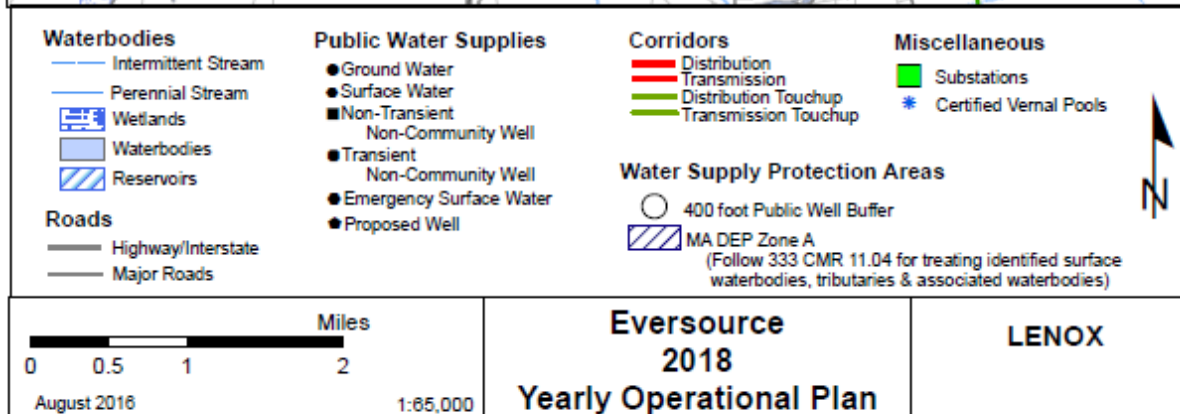 Waterbodies
Intermittent Stream
Perennial Stream
Wetlands
Waterbodies
Reservoirs
Roads
Highway/Interstate
Major Roads
Public Water Supplies
Ground Water
Surface Water
Non-Transient
Non-Community Well
Transient
Non-Community Well
Emergency Surface Water
Proposed Well
Corridors
Distribution
Transmission
Distribution Touchup
Transmission Touchup
Miscellaneous
Substations
Certified Vernal Pools
Water Supply Protection Areas
400 foot Public Well Buffer
MA DEP Zone A
(Follow 333 CMR 11.04 for treating identified surface
waterbodies, tributaries & associated waterbodies)
N
Miles
0 0.5 1 2
August 2016 1:65,000
Eversource
2018
Yearly Operational Plan
LENOX